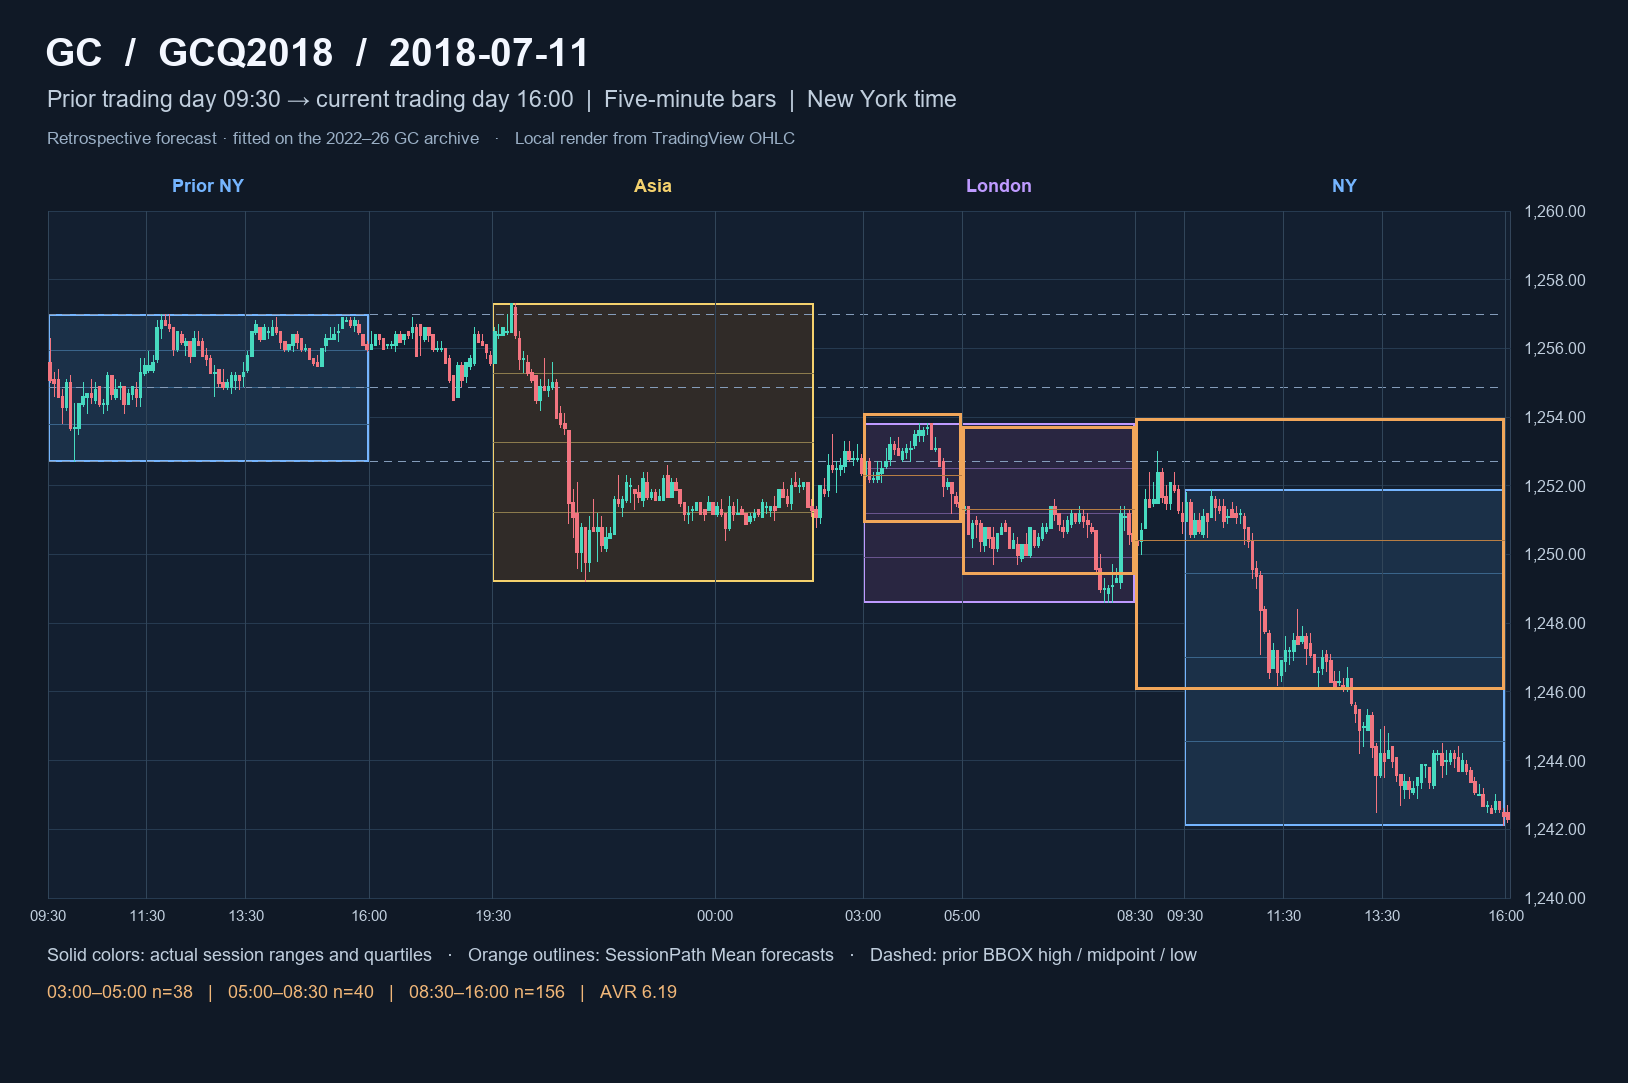 GC / GCQ2018 / 2018-07-11
Prior trading day 09:30 → current trading day 16:00 | Five-minute bars | New York time
Retrospective forecast · fitted on the 2022–26 GC archive · Local render from TradingView OHLC
Prior NY Asia London NY
1,260.00
1,258.00
1,256.00
1,254.00
1,252.00
1,250.00
1,248.00
1,246.00
1,244.00
1,242.00
1,240.00
09:30 11:30 13:30 16:00 19:30 00:00 03:00 05:00 08:30 09:30 11:30 13:30 16:00
Solid colors: actual session ranges and quartiles · Orange outlines: SessionPath Mean forecasts · Dashed: prior BBOX high / midpoint / low
03:00–05:00 n=38 | 05:00–08:30 n=40 | 08:30–16:00 n=156 | AVR 6.19